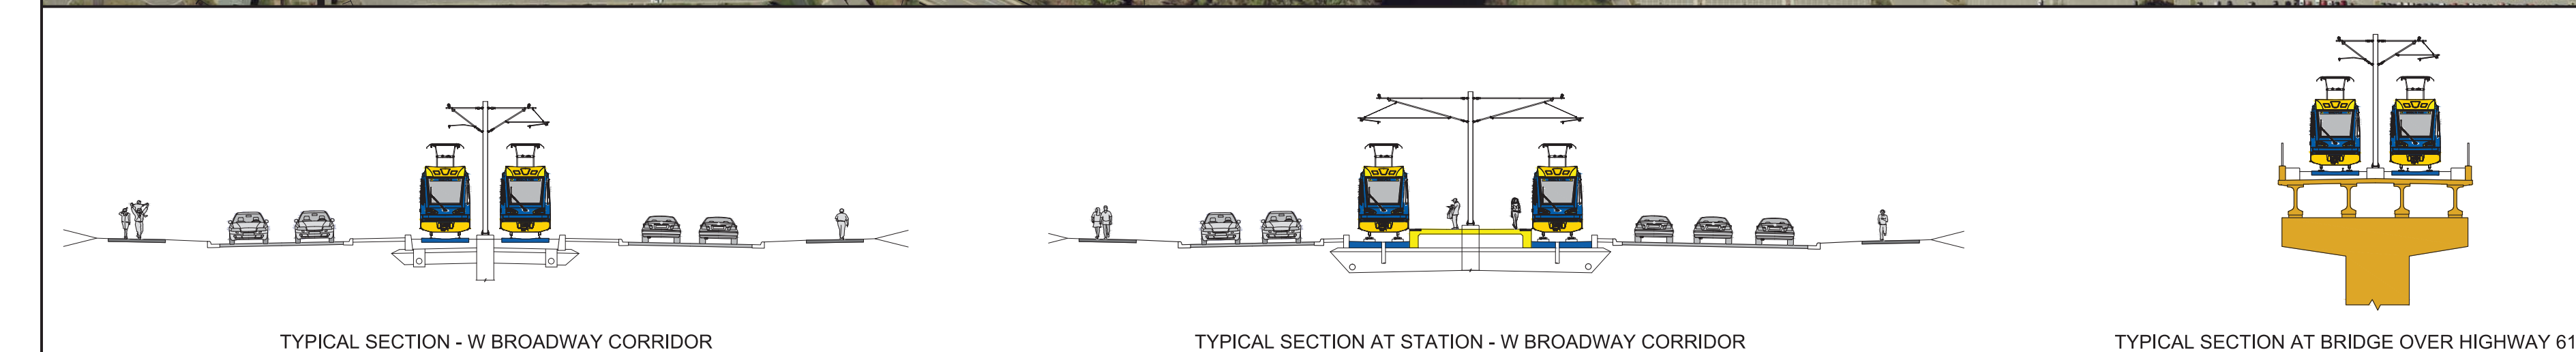 TYPICAL SECTION - W BROADWAY CORRIDOR
TYPICAL SECTION AT STATION - W BROADWAY CORRIDOR
TYPICAL SECTION AT BRIDGE OVER HIGHWAY 61